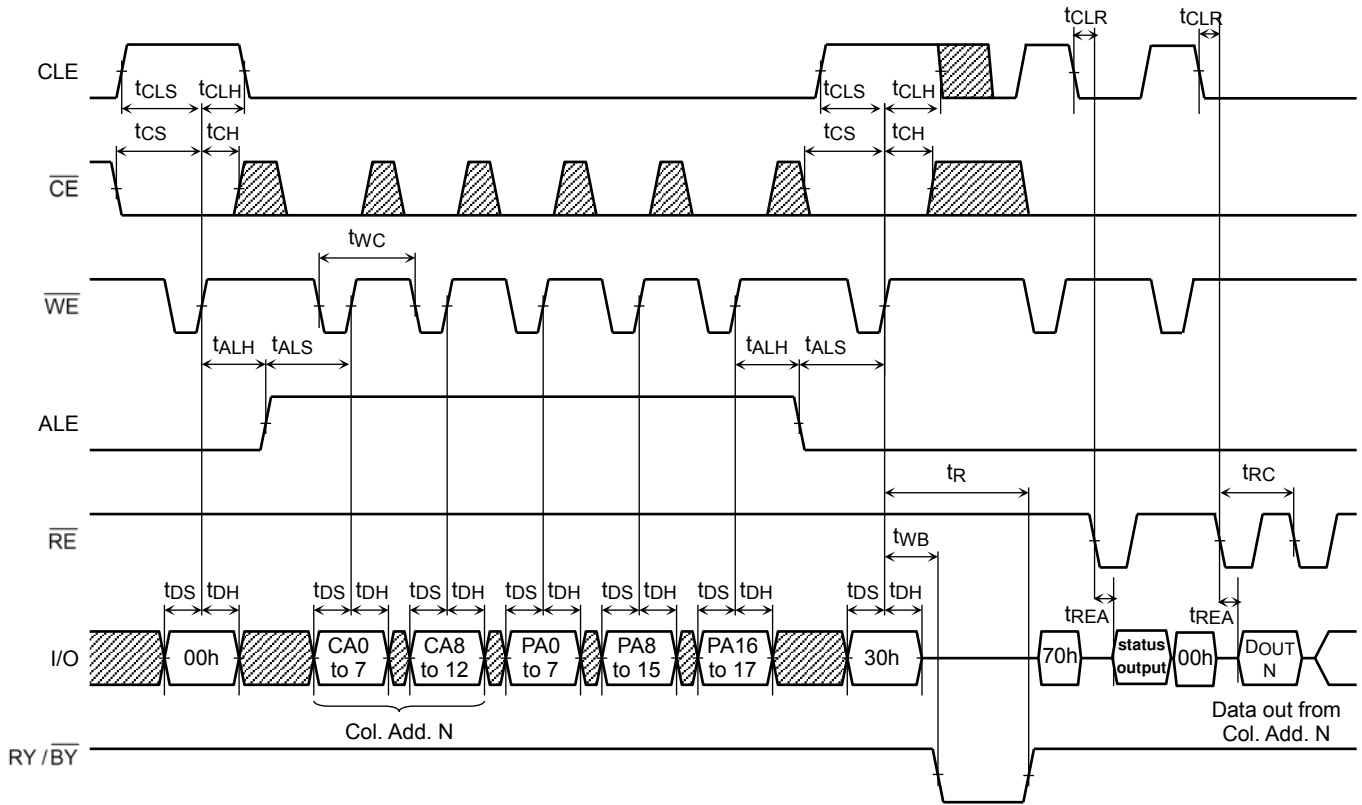 tCLR tCLR
CLE
tCLS tCLH tCLS tCLH
tCS tCH tCS tCH
CE
tWC
WE
tALH tALS tALH tALS
ALE
tR tRC
RE
tWB
tDS tDH tDS tDH tDS tDH tDS tDH tDS tDH tDS tDH tDS tDH
tREA tREA
I/O
00h
CA0
to 7
CA8
to 12
PA0
to 7
PA8
to 15
PA16
to 17
30h
70h
status
output
00h
DOUT
N
Col. Add. N
Data out from
Col. Add. N
RY / BY